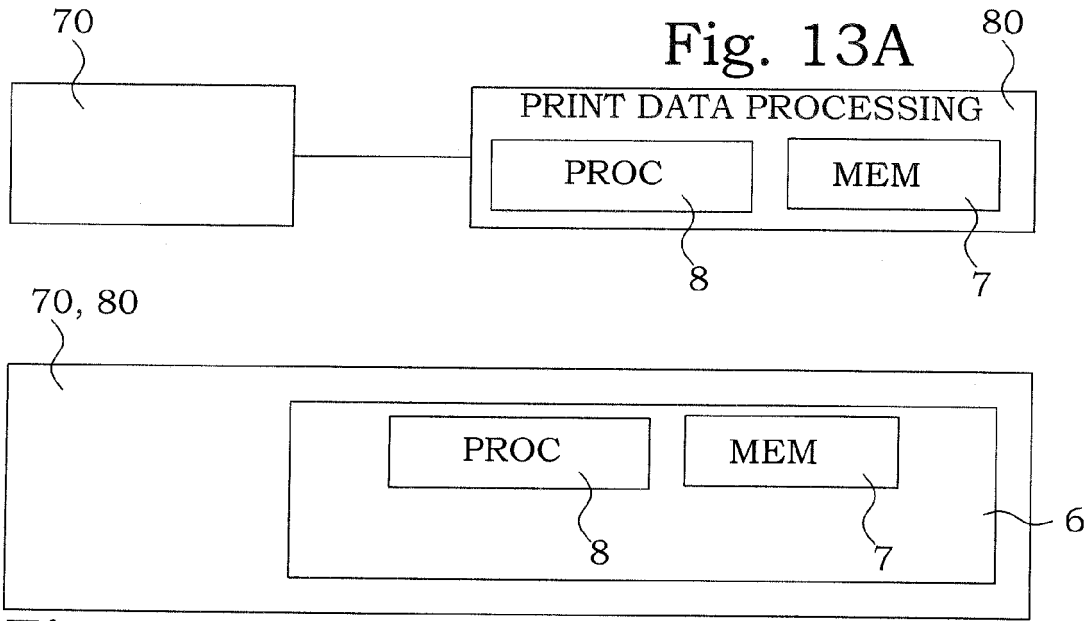 70
Fig. 13A
80
PRINT DATA PROCESSING
PROC
MEM
8
7
70, 80
PROC
MEM
6
8
7